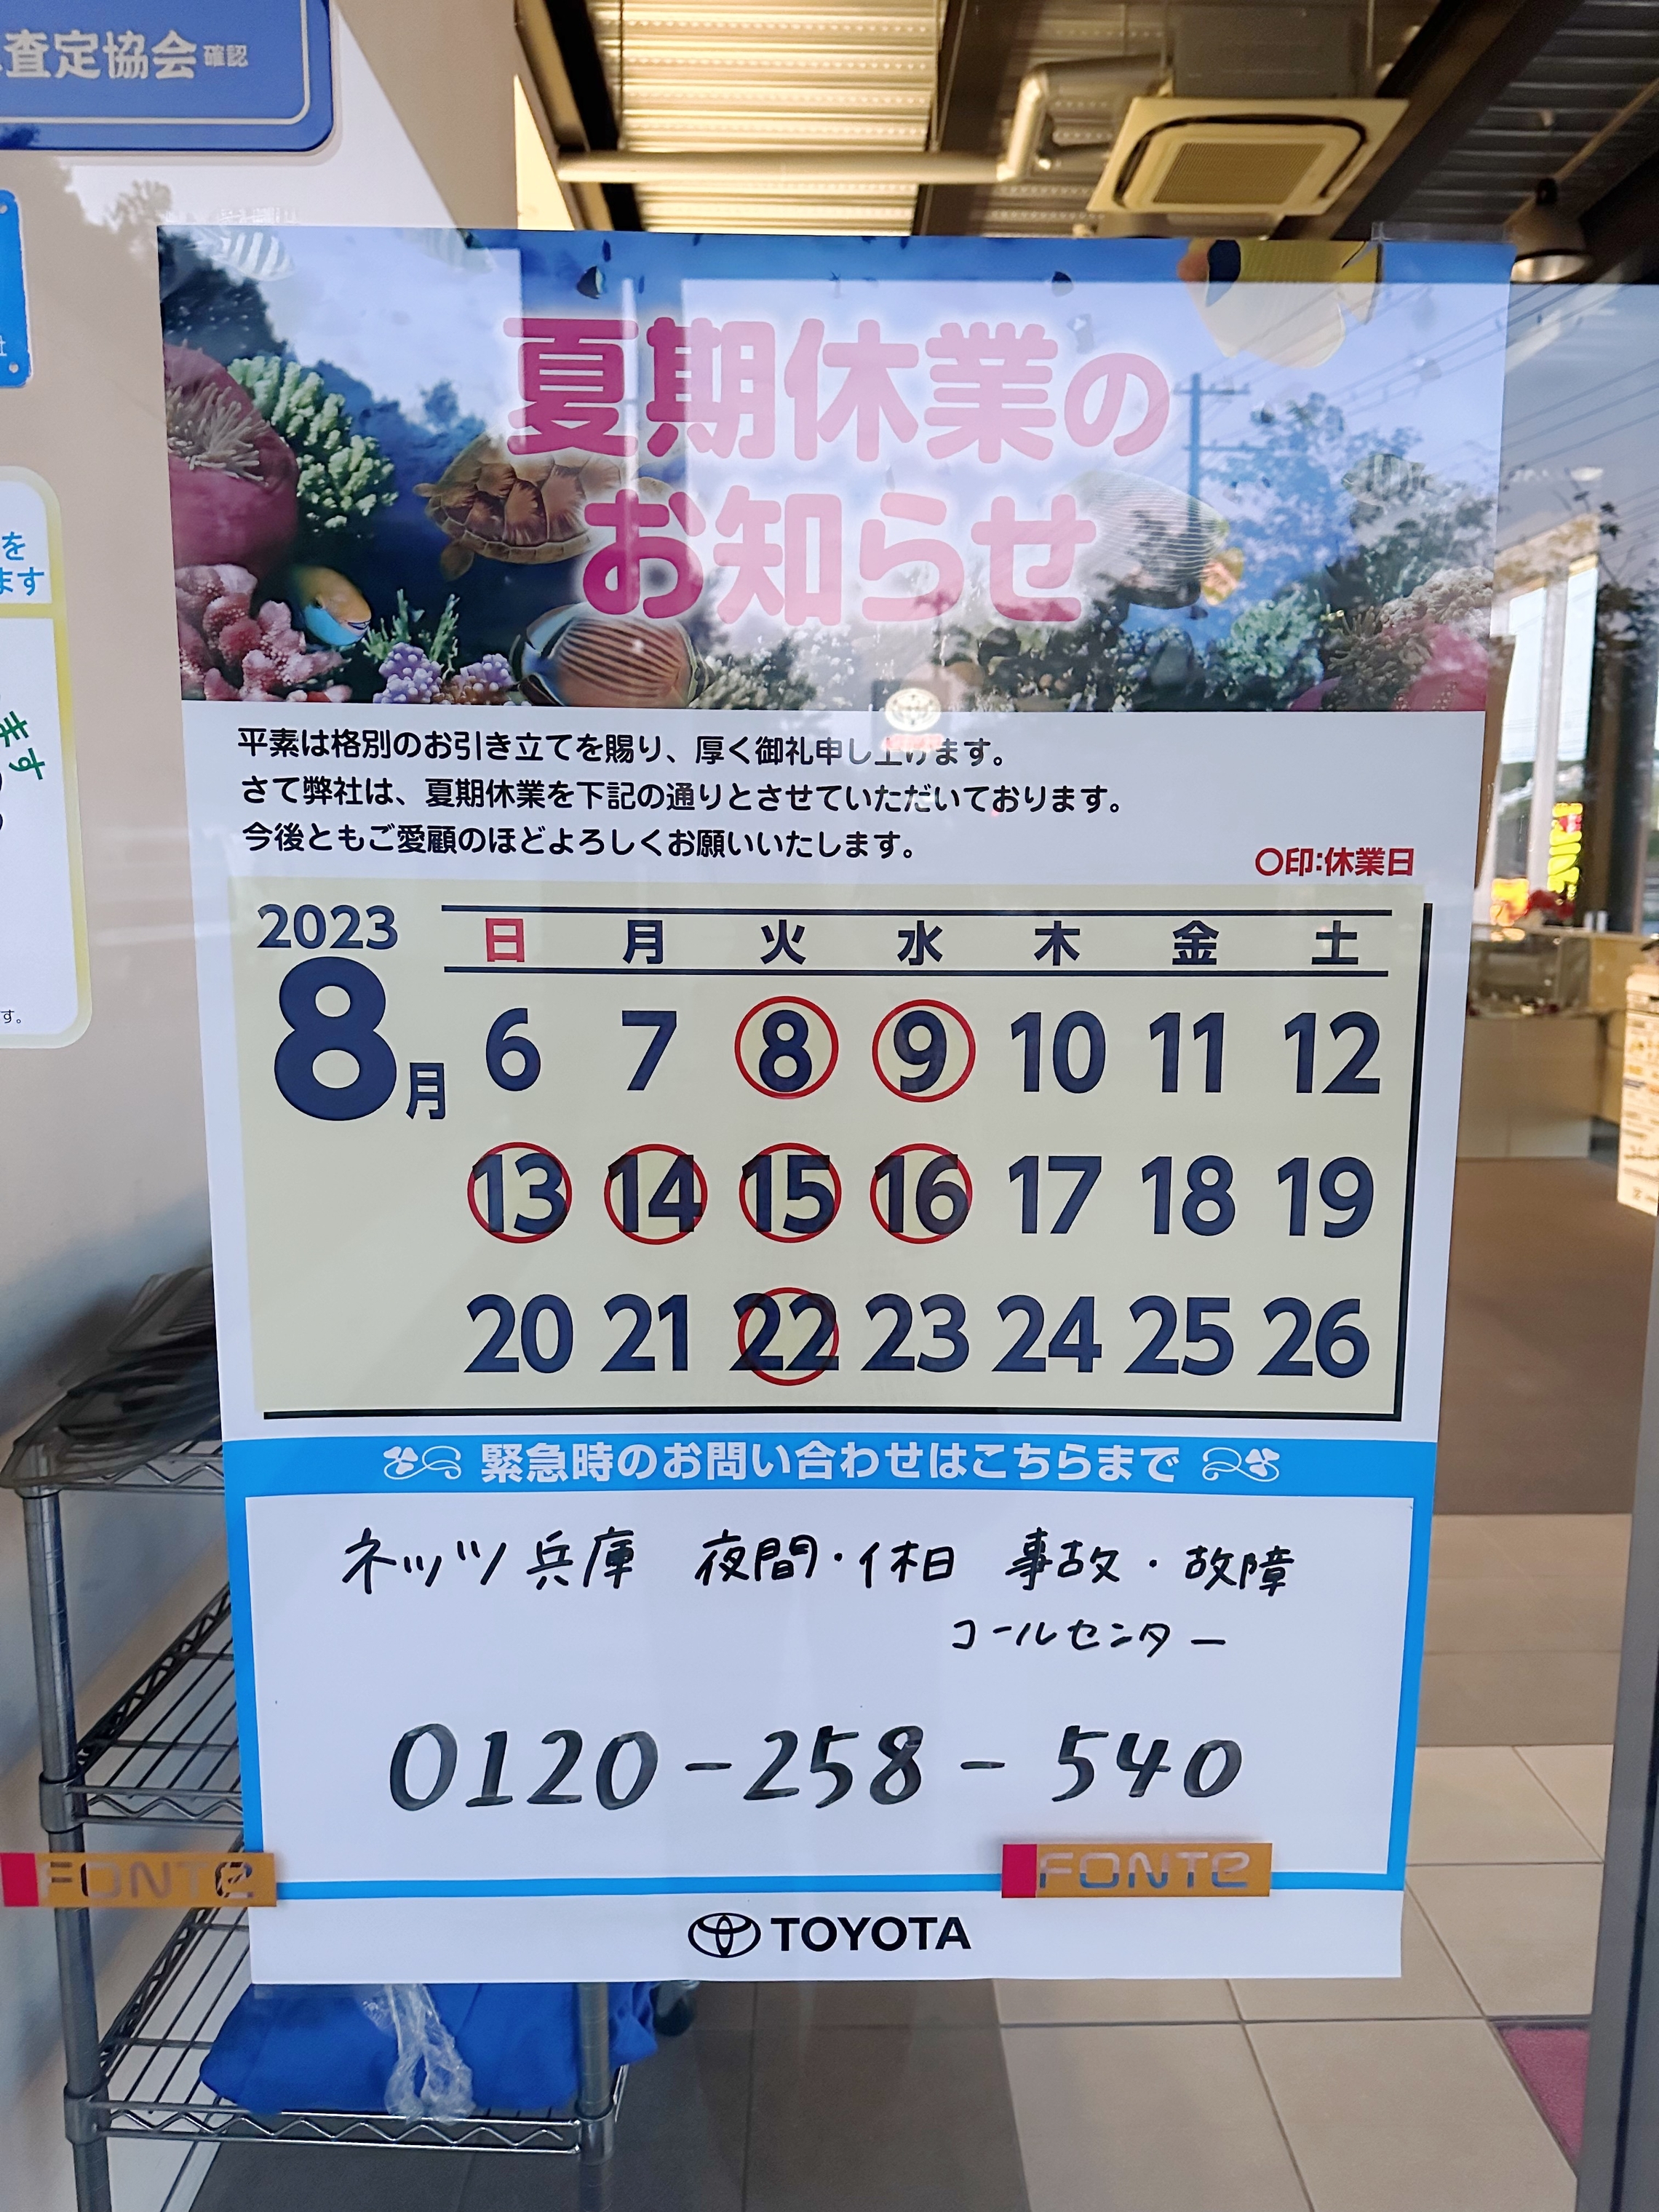 査定協会 確認
夏期休業の
お知らせ
平素は格別のお引き立てを賜り、厚く御礼申し上げます。
さて弊社は、夏期休業を下記の通りとさせていただいております。
今後ともご愛顧のほどよろしくお願いいたします。
〇印:休業日
2023
8月
日 月 火 水 木 金 土
6 7 8 9 10 11 12
13 14 15 16 17 18 19
20 21 22 23 24 25 26
緊急時のお問い合わせはこちらまで
ネッツ兵庫 夜間・休日 事故・故障
コールセンター
0120-258-540
FONTE
FONTE
TOYOTA
を
ます
ます
す。